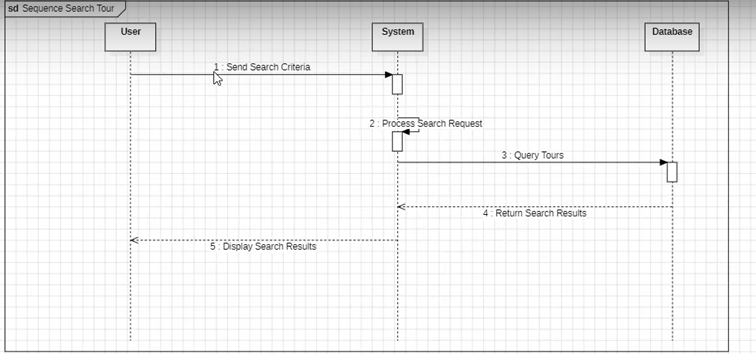 sd Sequence Search Tour
User
System
Database
1 : Send Search Criteria
2 : Process Search Request
3 : Query Tours
4 : Return Search Results
5 : Display Search Results